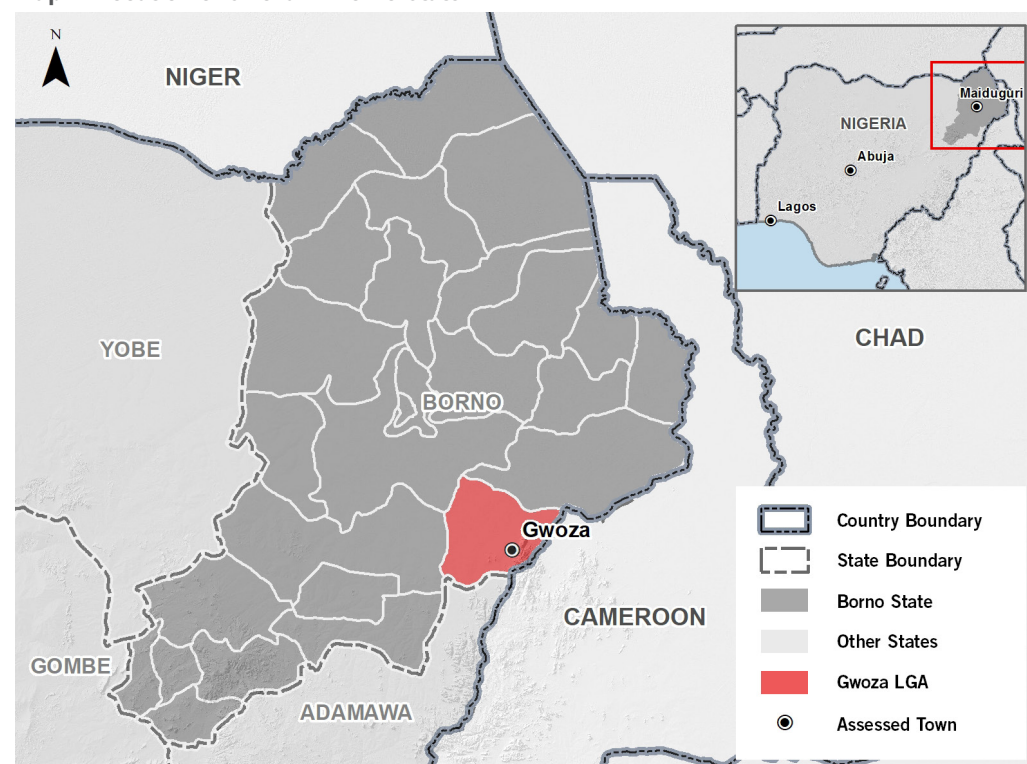 N
NIGER
Maiduguri
NIGERIA
Abuja
Lagos
YOBE
CHAD
BORNO
Gwoza
CAMEROON
GOMBE
ADAMAWA
Country Boundary
State Boundary
Borno State
Other States
Gwoza LGA
Assessed Town